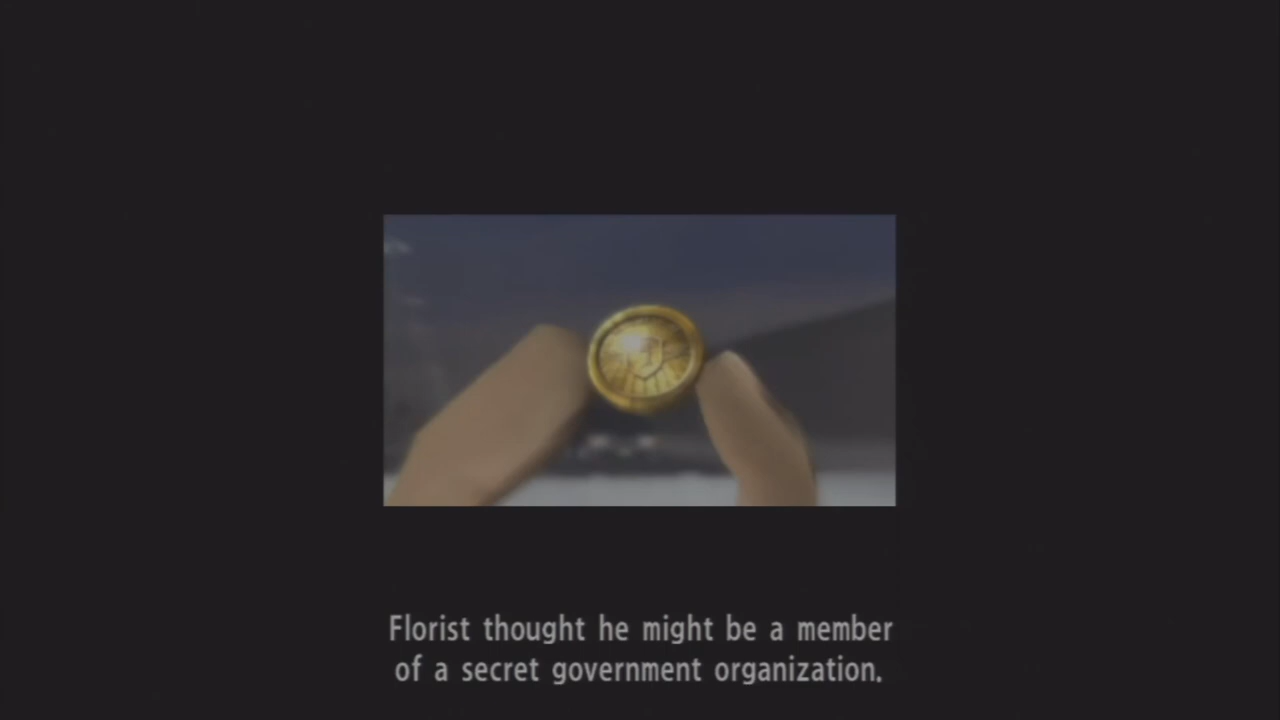 Florist thought he might be a member
of a secret government organization.